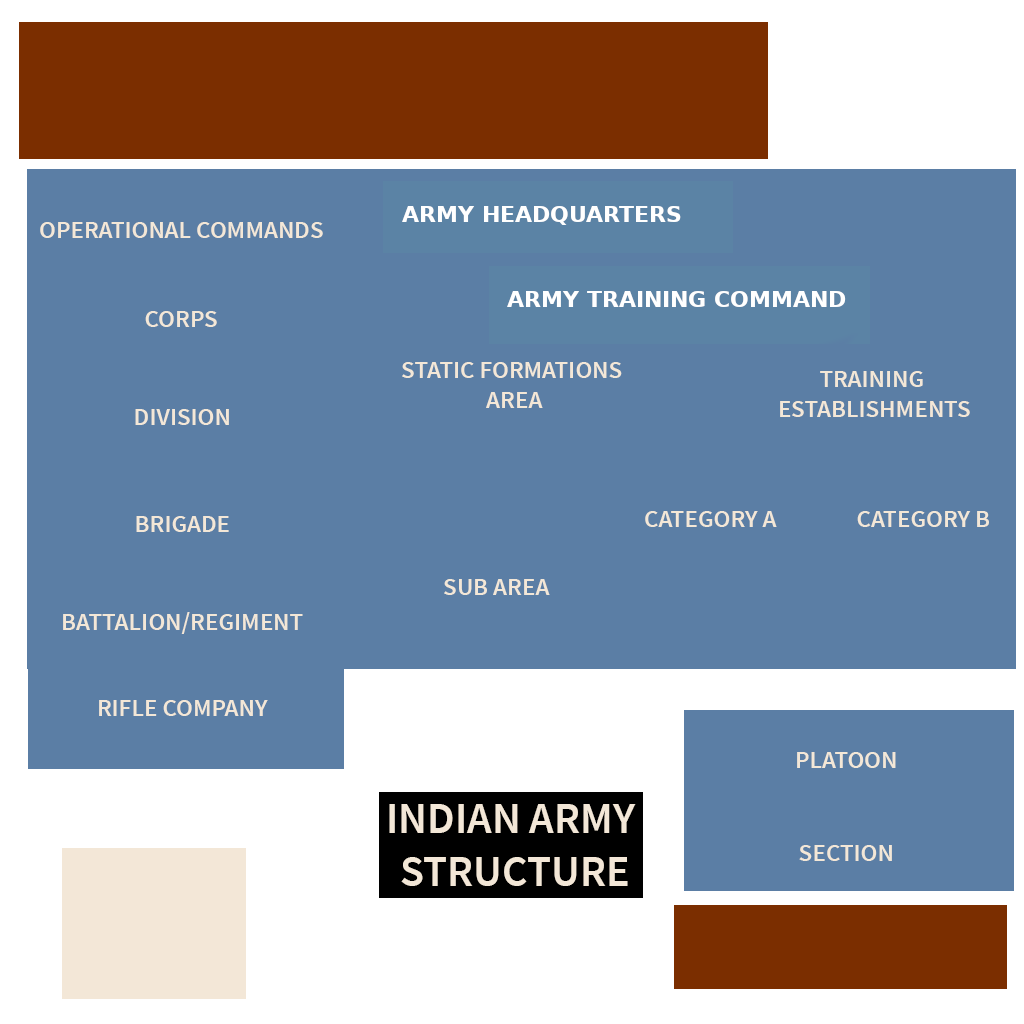 ARMY HEADQUARTERS
OPERATIONAL COMMANDS
ARMY TRAINING COMMAND
CORPS
STATIC FORMATIONS
AREA
TRAINING
ESTABLISHMENTS
DIVISION
BRIGADE
CATEGORY A
CATEGORY B
SUB AREA
BATTALION/REGIMENT
RIFLE COMPANY
PLATOON
SECTION
INDIAN ARMY
STRUCTURE